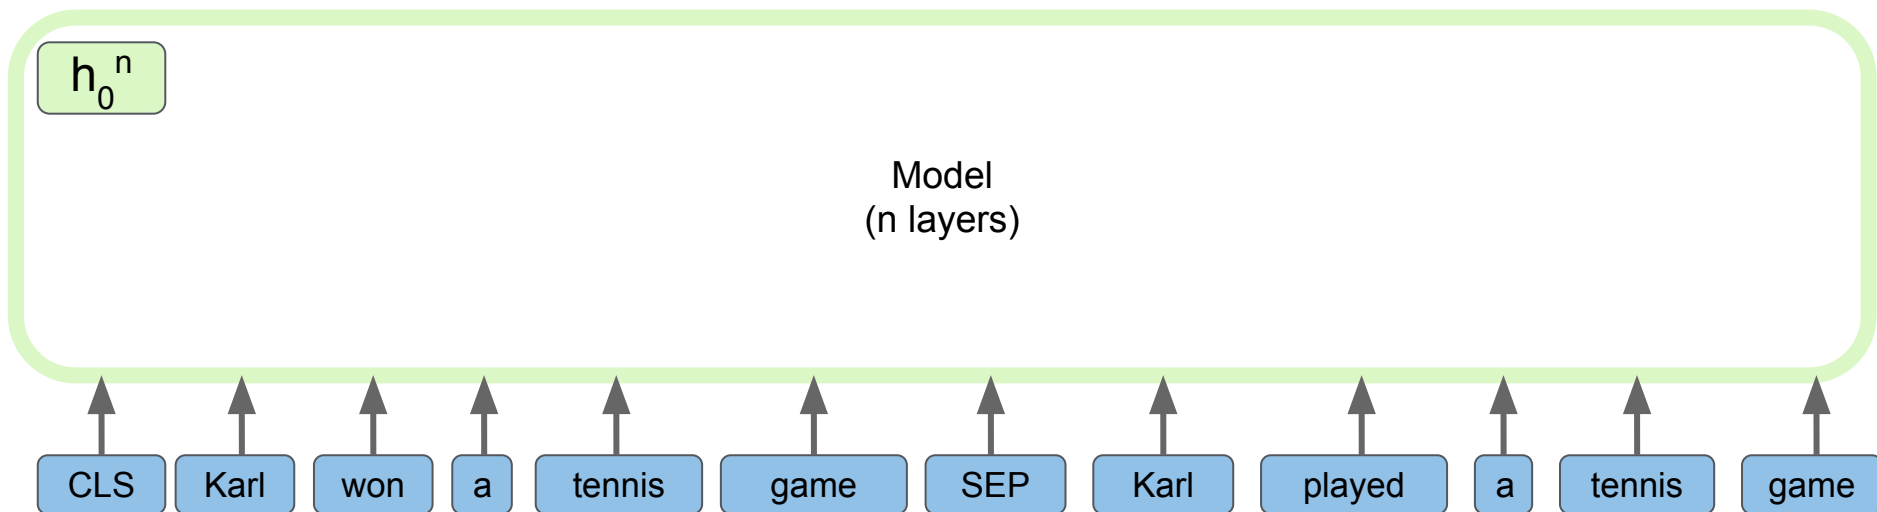 h₀ⁿ
Model
(n layers)
CLS Karl won a tennis game SEP Karl played a tennis game